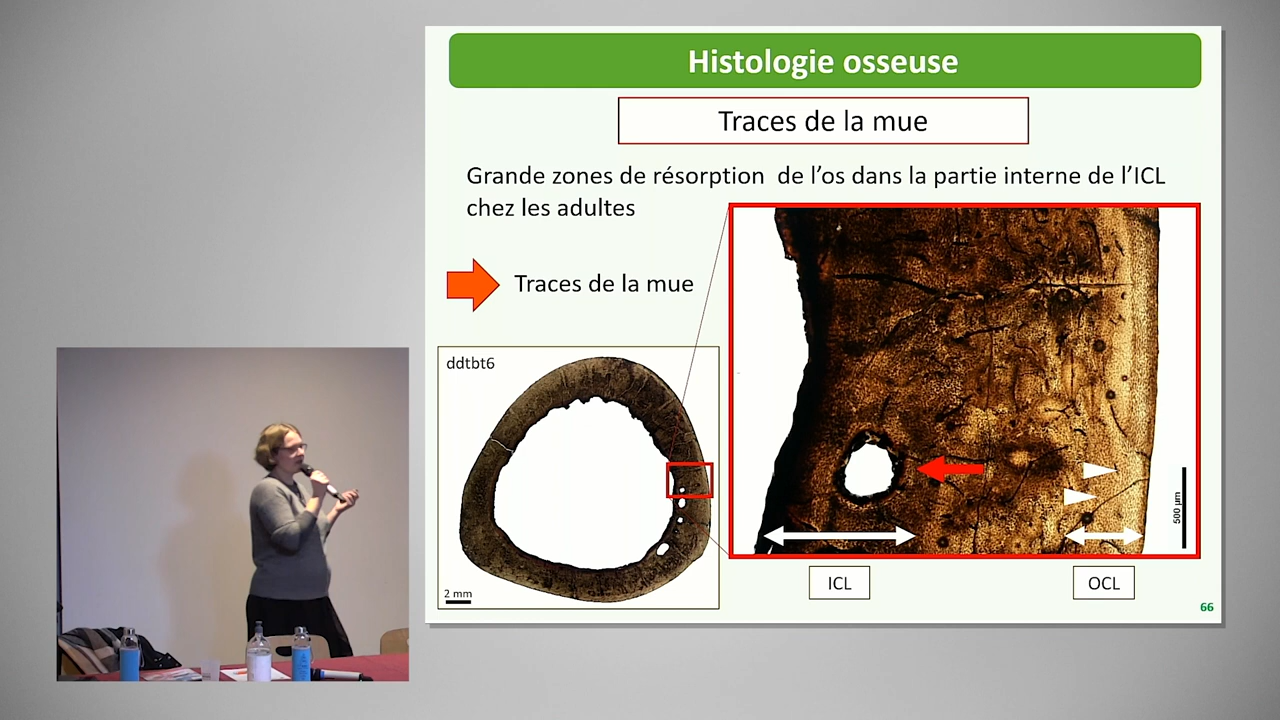 Histologie osseuse
Traces de la mue
Grande zones de résorption de l'os dans la partie interne de l'ICL
chez les adultes
Traces de la mue
ddtbt6
2 mm
500 µm
ICL
OCL
66